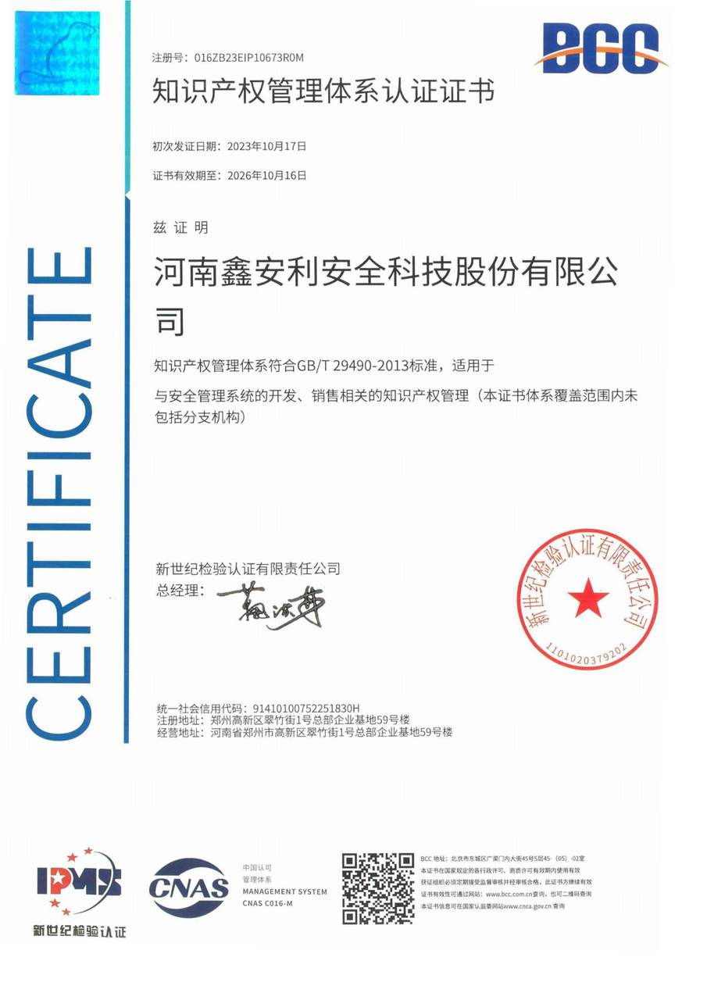 BCC
注册号：016ZB23EIP10673R0M
知识产权管理体系认证证书
初次发证日期：2023年10月17日
证书有效期至：2026年10月16日
兹 证 明
河南鑫安利安全科技股份有限公
司
知识产权管理体系符合GB/T 29490-2013标准，适用于
与安全管理系统的开发、销售相关的知识产权管理（本证书体系覆盖范围内未
包括分支机构）
CERTIFICATE
新世纪检验认证有限责任公司
总经理：
新世纪检验认证有限责任公司
1101020379202
统一社会信用代码：91410100752251830H
注册地址：郑州高新区翠竹街1号总部企业基地59号楼
经营地址：河南省郑州市高新区翠竹街1号总部企业基地59号楼
IPMS
新世纪检验认证
CNAS
中国认可
管理体系
MANAGEMENT SYSTEM
CNAS C016-M
BCC 地址：北京市东城区广渠门内大街45号5层45-（05）-02室
本证书在国家规定的各行政许可、资质许可有效期内使用有效
获证组织必须定期接受监督审核并经审核合格，此证书方继续有效
证书有效性可通过网站：www.bcc.com.cn查询，也可二维码查询
本证书信息可在国家认监委网站www.cnca.gov.cn 查询